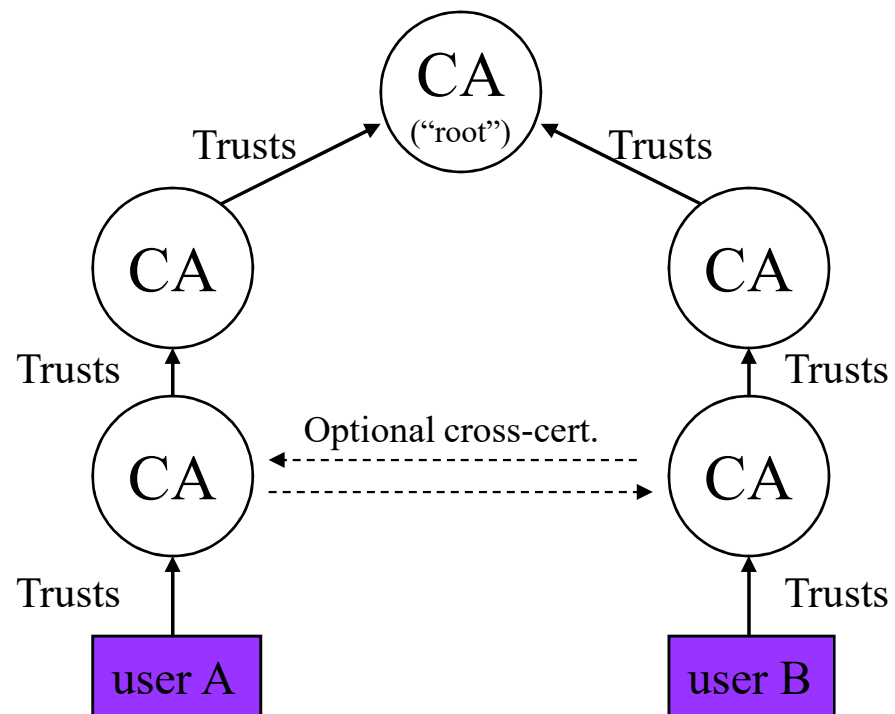 CA
(“root”)
Trusts
Trusts
CA
CA
Trusts
Trusts
Optional cross-cert.
CA
CA
Trusts
Trusts
user A
user B